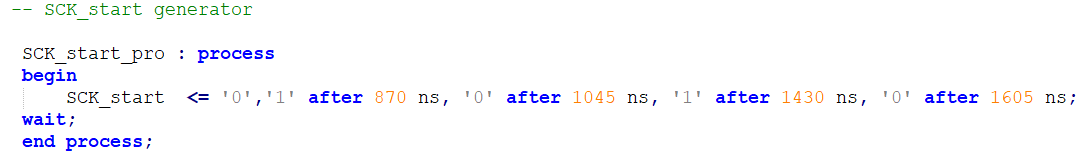 -- SCK_start generator
SCK_start_pro : process
begin
SCK_start <= '0','1' after 870 ns, '0' after 1045 ns, '1' after 1430 ns, '0' after 1605 ns;
wait;
end process;